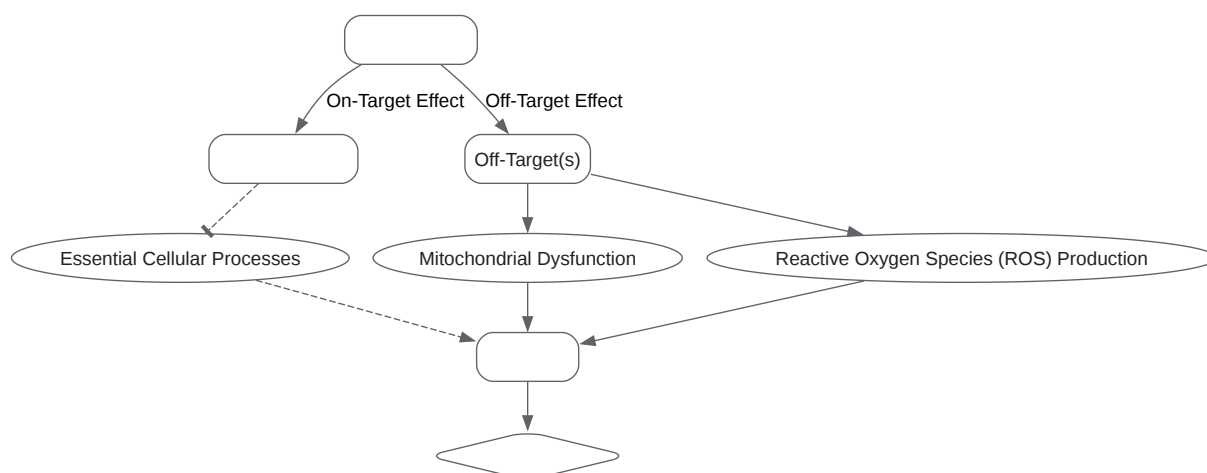 On-Target Effect
Off-Target Effect
Off-Target(s)
Essential Cellular Processes
Mitochondrial Dysfunction
Reactive Oxygen Species (ROS) Production